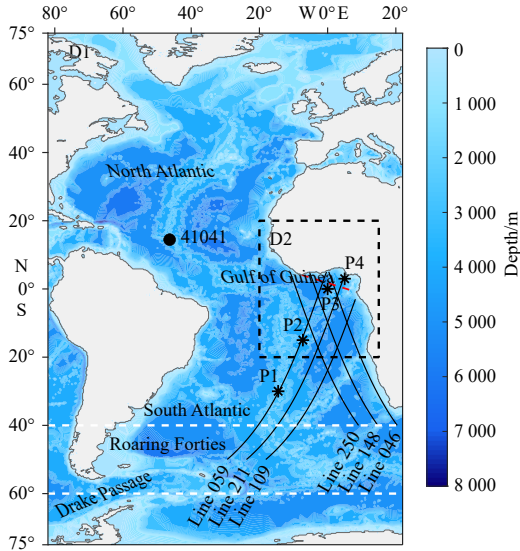 80° 60° 40° 20° W 0° E 20°
75°
D1
60°
40°
North Atlantic
20°
41041
D2
N
0°
S
Gulf of Guinea
P4
P3
P2
20°
P1
South Atlantic
40°
Roaring Forties
Line 059
Line 211
Line 109
Line 250
Line 148
Line 046
Drake Passage
60°
75°
0
1 000
2 000
3 000
4 000
5 000
6 000
7 000
8 000
Depth/m